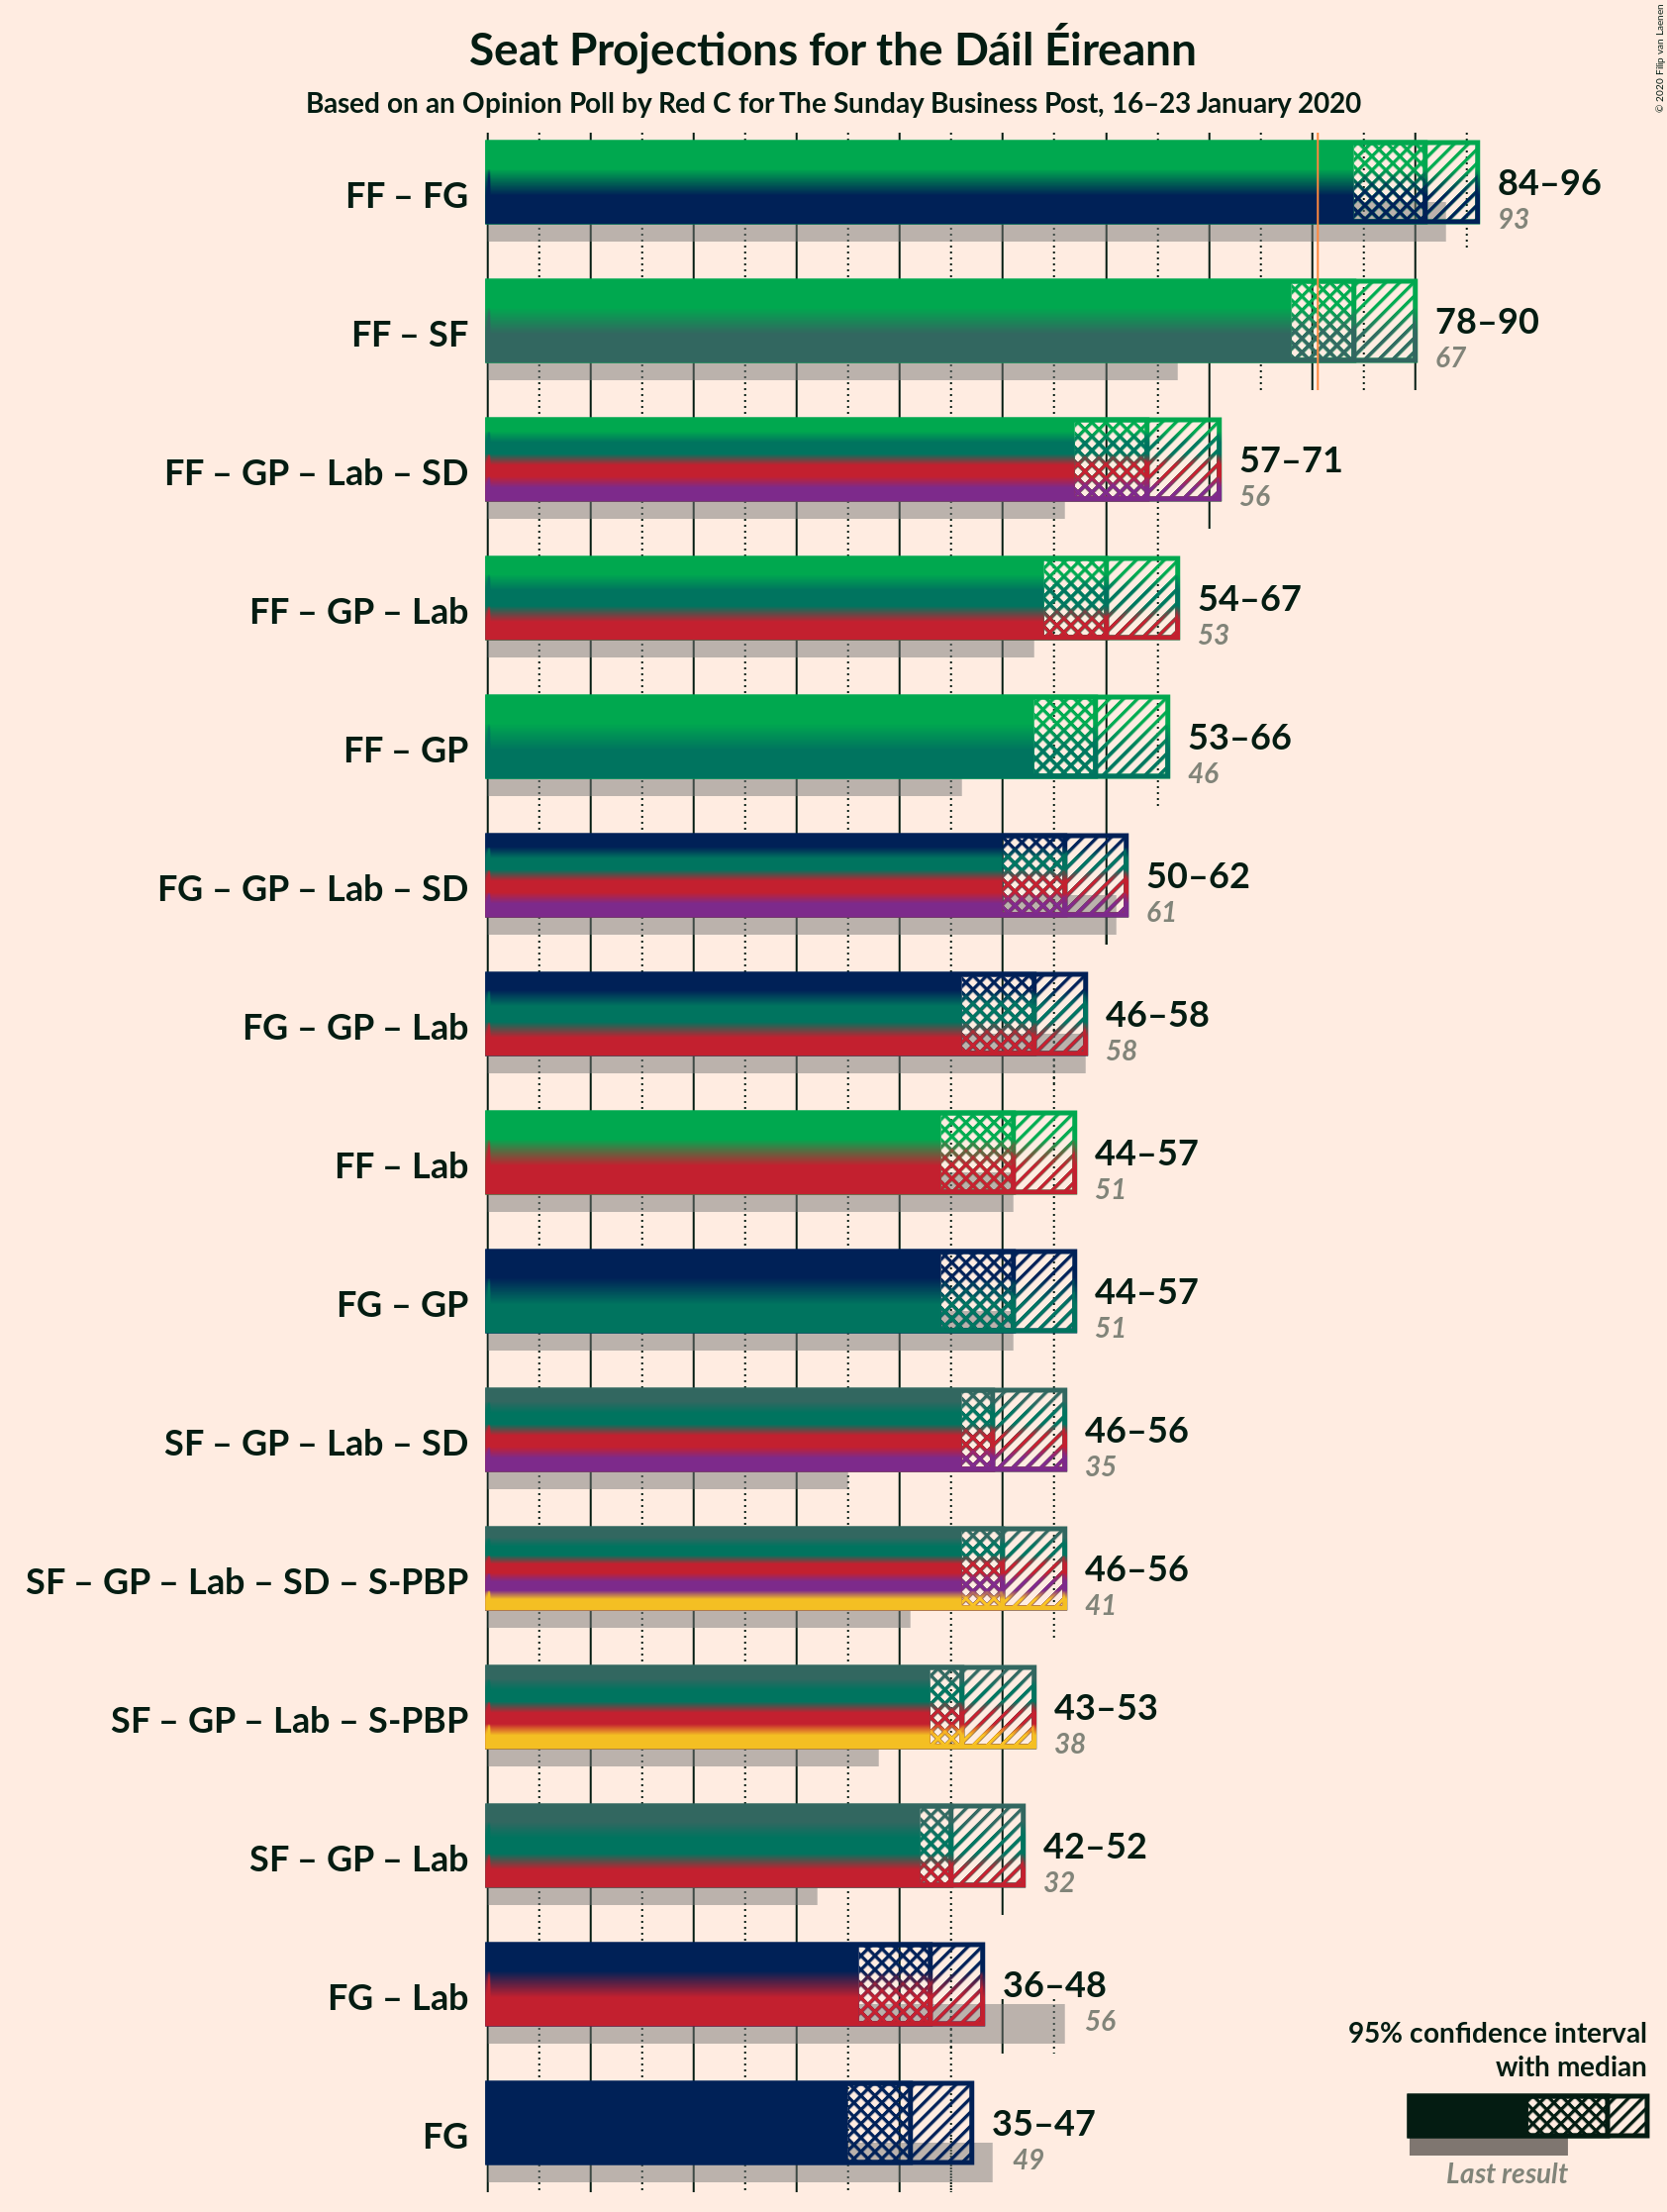 Seat Projections for the Dáil Éireann
Based on an Opinion Poll by Red C for The Sunday Business Post, 16–23 January 2020
© 2020 Filip van Laenen
FF – FG
84–96
93
FF – SF
78–90
67
FF – GP – Lab – SD
57–71
56
FF – GP – Lab
54–67
53
FF – GP
53–66
46
FG – GP – Lab – SD
50–62
61
FG – GP – Lab
46–58
58
FF – Lab
44–57
51
FG – GP
44–57
51
SF – GP – Lab – SD
46–56
35
SF – GP – Lab – SD – S-PBP
46–56
41
SF – GP – Lab – S-PBP
43–53
38
SF – GP – Lab
42–52
32
FG – Lab
36–48
56
FG
35–47
49
95% confidence interval
with median
Last result